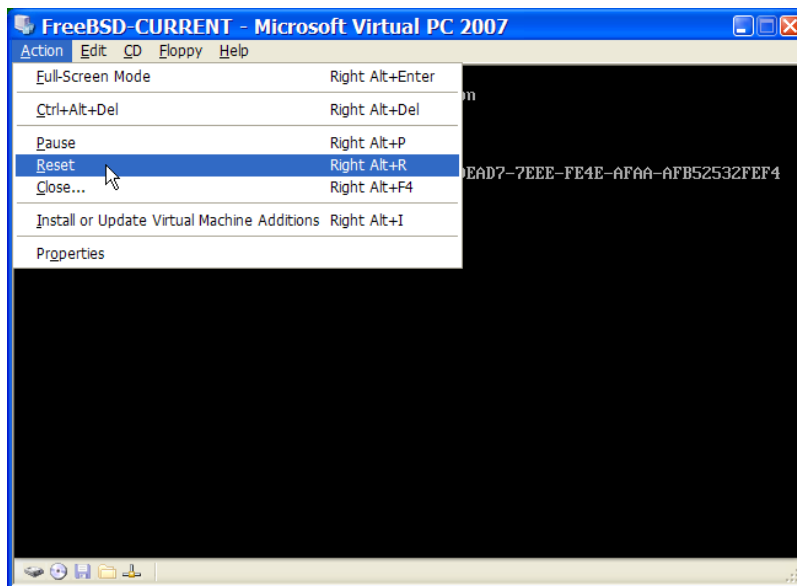 FreeBSD-CURRENT - Microsoft Virtual PC 2007
Action Edit CD Floppy Help
Full-Screen Mode Right Alt+Enter
on
Ctrl+Alt+Del Right Alt+Del
Pause Right Alt+P
Reset Right Alt+R
EAD7-7EEE-FE4E-AFAA-AFB52532FEF4
Close... Right Alt+F4
Install or Update Virtual Machine Additions Right Alt+I
Properties